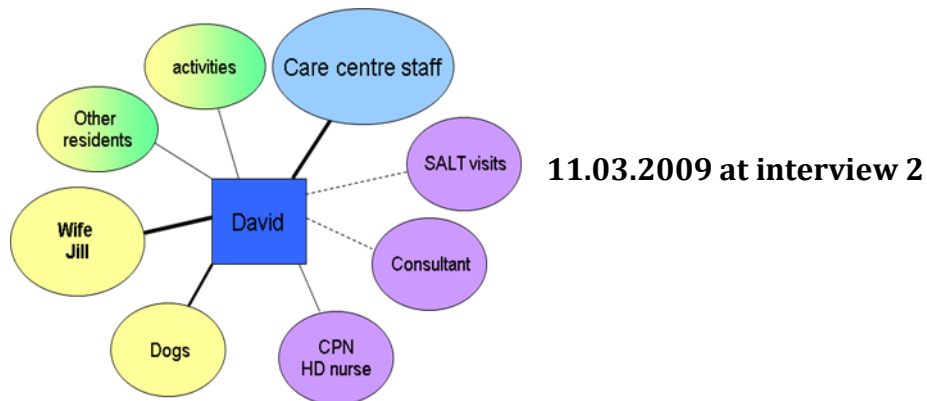 activities
Care centre staff
Other
residents
SALT visits
11.03.2009 at interview 2
David
Wife
Jill
Consultant
Dogs
CPN
HD nurse